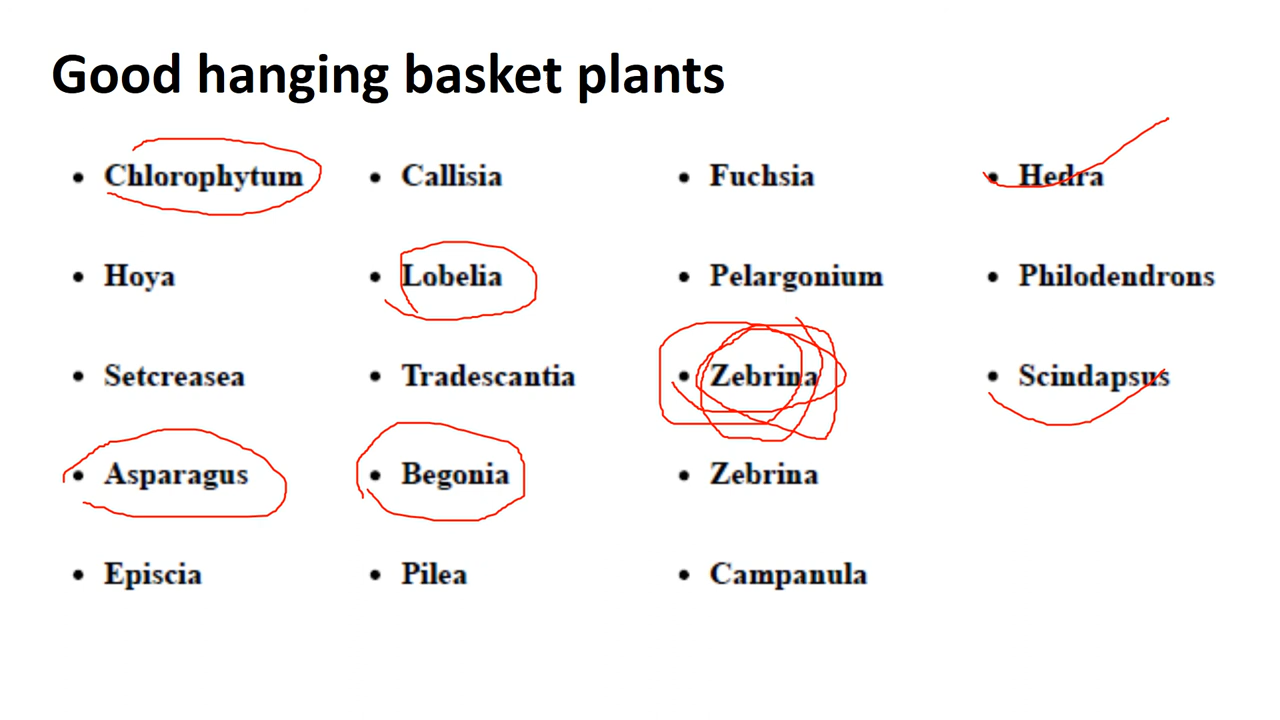 Good hanging basket plants
• Chlorophytum • Callisia • Fuchsia • Hedra
• Hoya • Lobelia • Pelargonium • Philodendrons
• Setcreasea • Tradescantia • Zebrina • Scindapsus
• Asparagus • Begonia • Zebrina
• Episcia • Pilea • Campanula